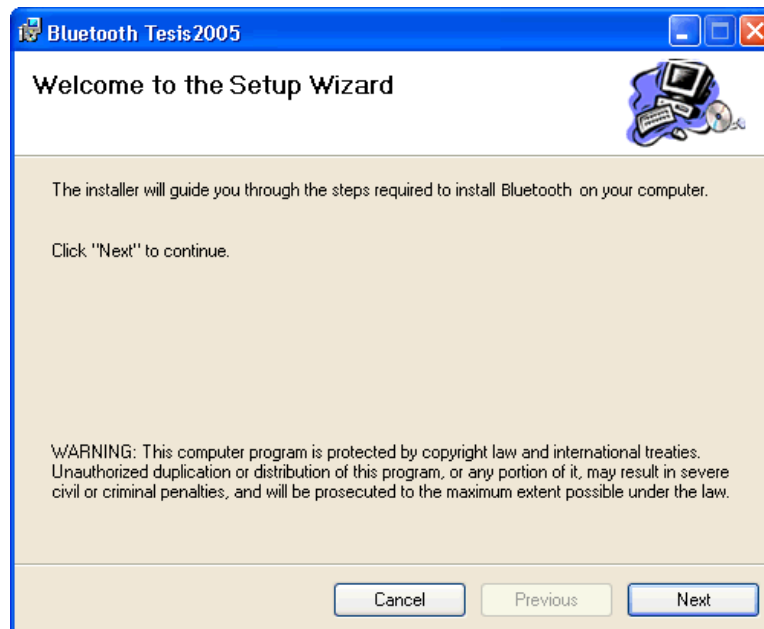 Bluetooth Tesis2005
Welcome to the Setup Wizard
The installer will guide you through the steps required to install Bluetooth on your computer.
Click "Next" to continue.
WARNING: This computer program is protected by copyright law and international treaties.
Unauthorized duplication or distribution of this program, or any portion of it, may result in severe
civil or criminal penalties, and will be prosecuted to the maximum extent possible under the law.
Cancel Previous Next